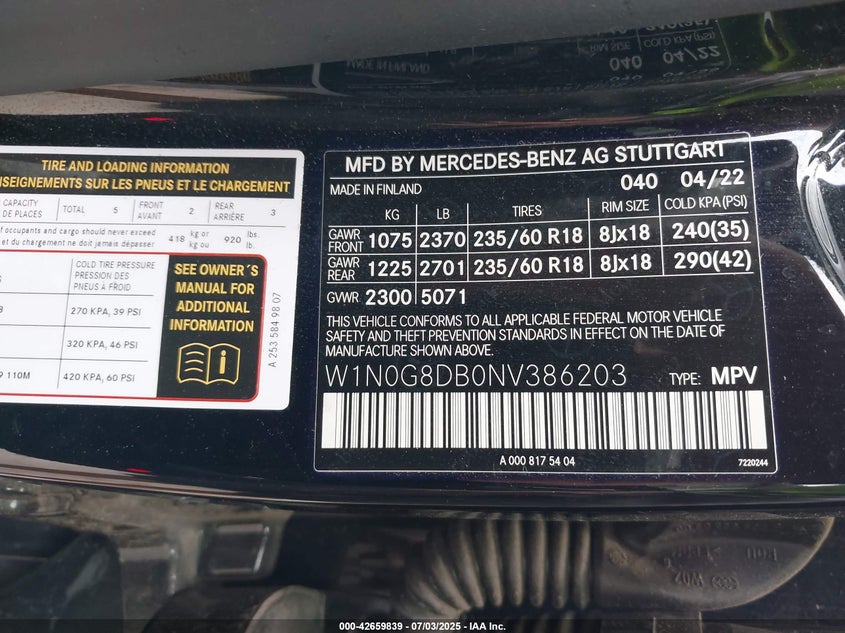 TIRE AND LOADING INFORMATION
NSEIGNEMENTS SUR LES PNEUS ET LE CHARGEMENT
CAPACITY DE PLACES TOTAL 5 FRONT AVANT 2 REAR ARRIÈRE 3
of occupants and cargo should never exceed
et du chargement ne doit jamais dépasser
418 kg or kg ou 920 lbs. lb.
COLD TIRE PRESSURE
PRESSION DES
PNEUS A FROID
270 KPA, 39 PSI
320 KPA, 46 PSI
9 110M 420 KPA, 60 PSI
SEE OWNER´S
MANUAL FOR
ADDITIONAL
INFORMATION
A 253 584 98 07
MFD BY MERCEDES-BENZ AG STUTTGART
MADE IN FINLAND 040 04/22
KG LB TIRES RIM SIZE COLD KPA (PSI)
GAWR FRONT 1075 2370 235/60 R18 8Jx18 240(35)
GAWR REAR 1225 2701 235/60 R18 8Jx18 290(42)
GVWR 2300 5071
THIS VEHICLE CONFORMS TO ALL APPLICABLE FEDERAL MOTOR VEHICLE
SAFETY AND THEFT PREVENTION STANDARDS IN EFFECT ON THE DATE OF
MANUFACTURE SHOWN ABOVE.
W1N0G8DB0NV386203 TYPE: MPV
A 000 817 54 04 7220244
000-42659839 / 07/03/2025 - IAA Inc.